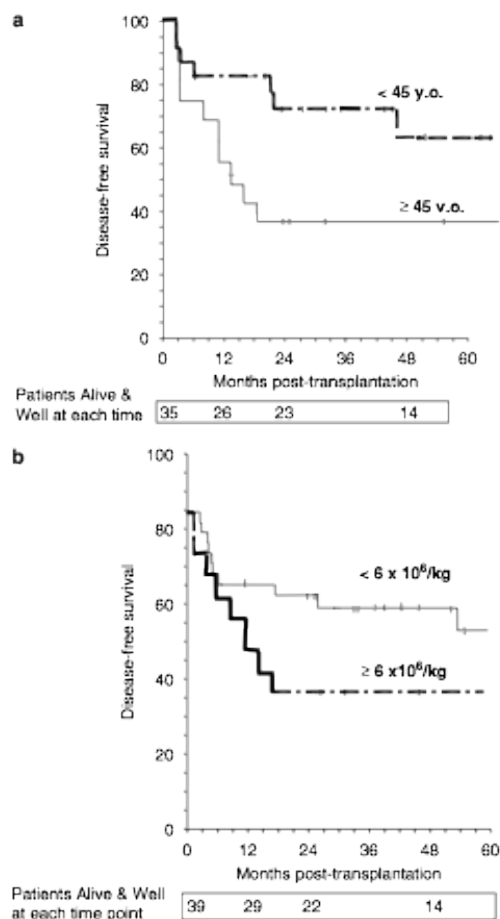 a
100
80
60
40
20
0
Disease-free survival
< 45 y.o.
≥ 45 v.o.
0 12 24 36 48 60
Months post-transplantation
Patients Alive &
Well at each time
35 26 23 14
b
100
80
60
40
20
0
Disease-free survival
< 6 x 10⁶/kg
≥ 6 x10⁶/kg
0 12 24 36 48 60
Months post-transplantation
Patients Alive & Well
at each time point
39 29 22 14